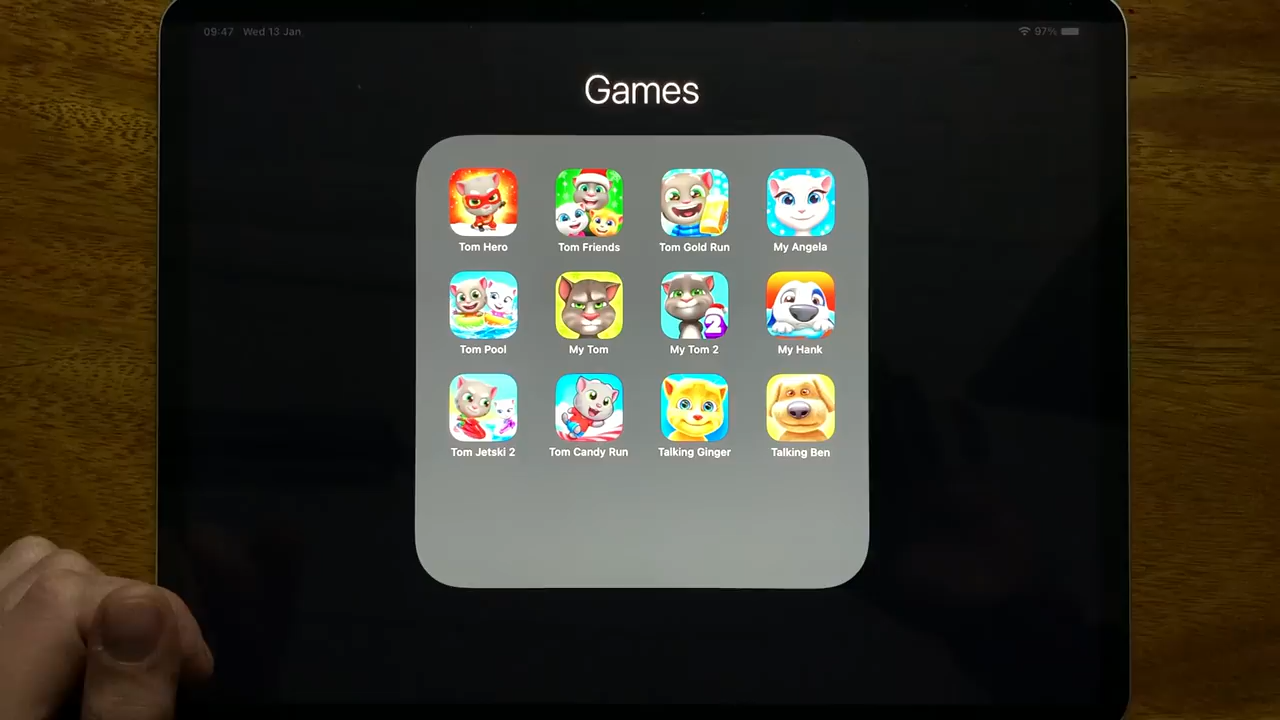 09:47 Wed 13 Jan
97%
Games
Tom Hero
Tom Friends
Tom Gold Run
My Angela
2
Tom Pool
My Tom
My Tom 2
My Hank
Tom Jetski 2
Tom Candy Run
Talking Ginger
Talking Ben